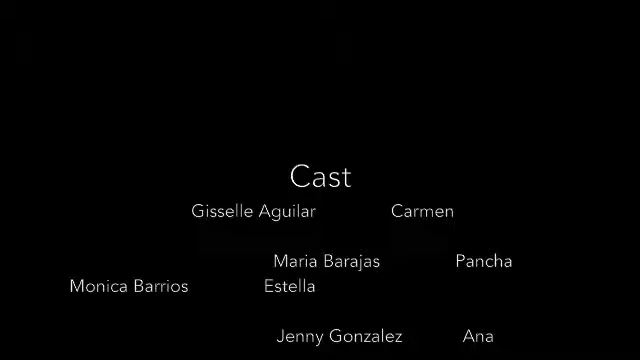 Cast
Gisselle Aguilar Carmen
Maria Barajas Pancha
Monica Barrios Estella
Jenny Gonzalez Ana